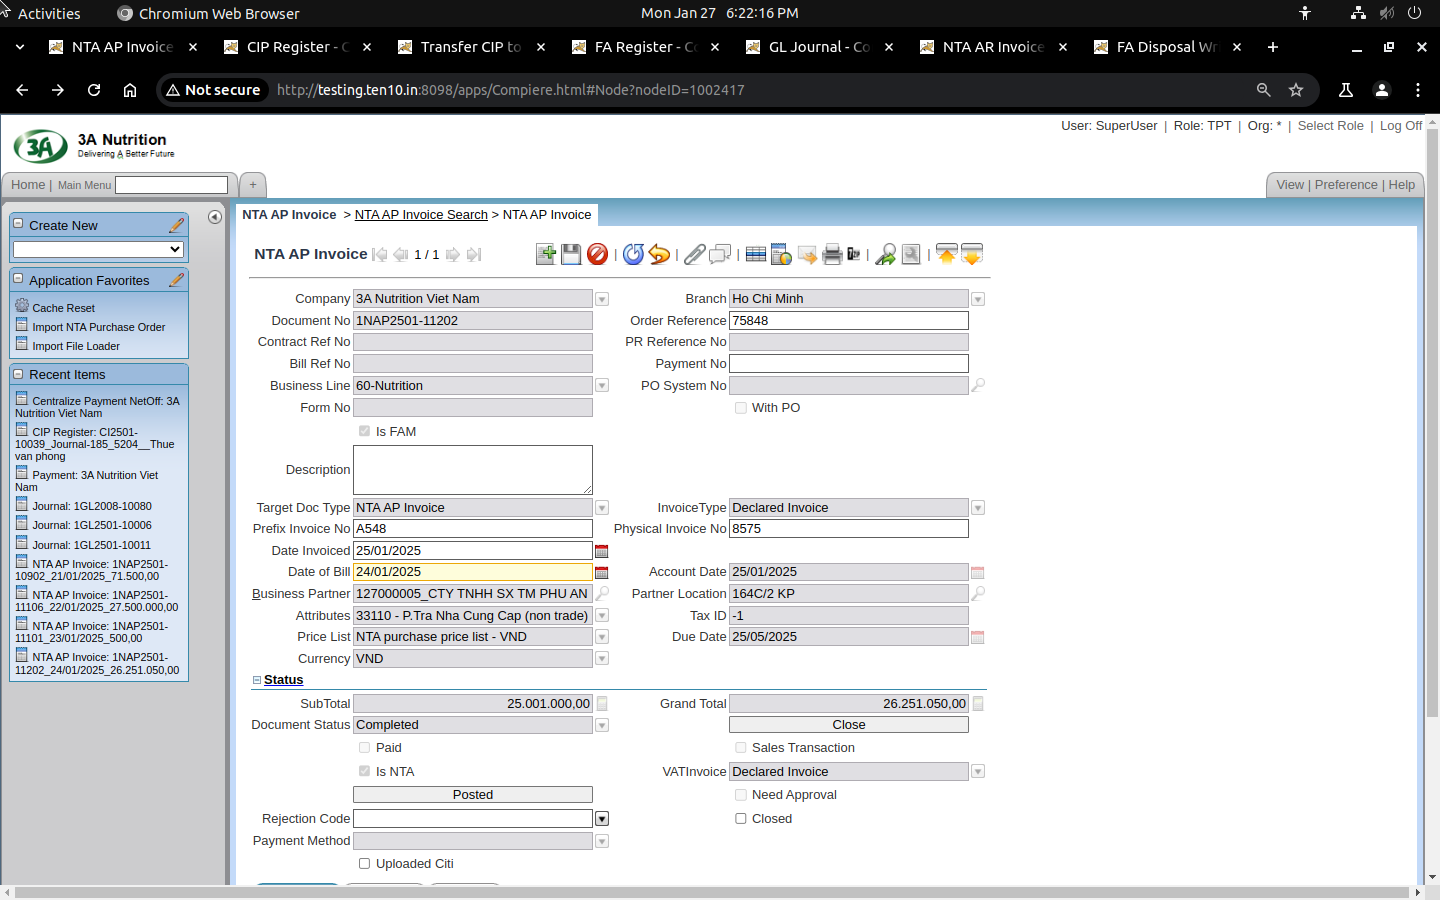 Activities
Chromium Web Browser
Mon Jan 27 6:22:16 PM
NTA AP Invoice
CIP Register - C
Transfer CIP to
FA Register - Co
GL Journal - Co
NTA AR Invoice
FA Disposal Wr
Not secure
http://testing.ten10.in:8098/apps/Compiere.html#Node?nodeID=1002417
User: SuperUser | Role: TPT | Org: * | Select Role | Log Off
3A
3A Nutrition
Delivering A Better Future
Home | Main Menu
+
View | Preference | Help
Create New
Application Favorites
Cache Reset
Import NTA Purchase Order
Import File Loader
Recent Items
Centralize Payment NetOff: 3A
Nutrition Viet Nam
CIP Register: CI2501-
10039_Journal-185_5204__Thue
van phong
Payment: 3A Nutrition Viet
Nam
Journal: 1GL2008-10080
Journal: 1GL2501-10006
Journal: 1GL2501-10011
NTA AP Invoice: 1NAP2501-
10902_21/01/2025_71.500,00
NTA AP Invoice: 1NAP2501-
11106_22/01/2025_27.500.000,00
NTA AP Invoice: 1NAP2501-
11101_23/01/2025_500,00
NTA AP Invoice: 1NAP2501-
11202_24/01/2025_26.251.050,00
NTA AP Invoice > NTA AP Invoice Search > NTA AP Invoice
NTA AP Invoice 1 / 1
Company 3A Nutrition Viet Nam
Branch Ho Chi Minh
Document No 1NAP2501-11202
Order Reference 75848
Contract Ref No
PR Reference No
Bill Ref No
Payment No
Business Line 60-Nutrition
PO System No
Form No
With PO
Is FAM
Description
Target Doc Type NTA AP Invoice
InvoiceType Declared Invoice
Prefix Invoice No A548
Physical Invoice No 8575
Date Invoiced 25/01/2025
Date of Bill 24/01/2025
Account Date 25/01/2025
Business Partner 127000005_CTY TNHH SX TM PHU AN
Partner Location 164C/2 KP
Attributes 33110 - P.Tra Nha Cung Cap (non trade)
Tax ID -1
Price List NTA purchase price list - VND
Due Date 25/05/2025
Currency VND
Status
SubTotal 25.001.000,00
Grand Total 26.251.050,00
Document Status Completed
Close
Paid
Sales Transaction
Is NTA
VATInvoice Declared Invoice
Posted
Need Approval
Rejection Code
Closed
Payment Method
Uploaded Citi